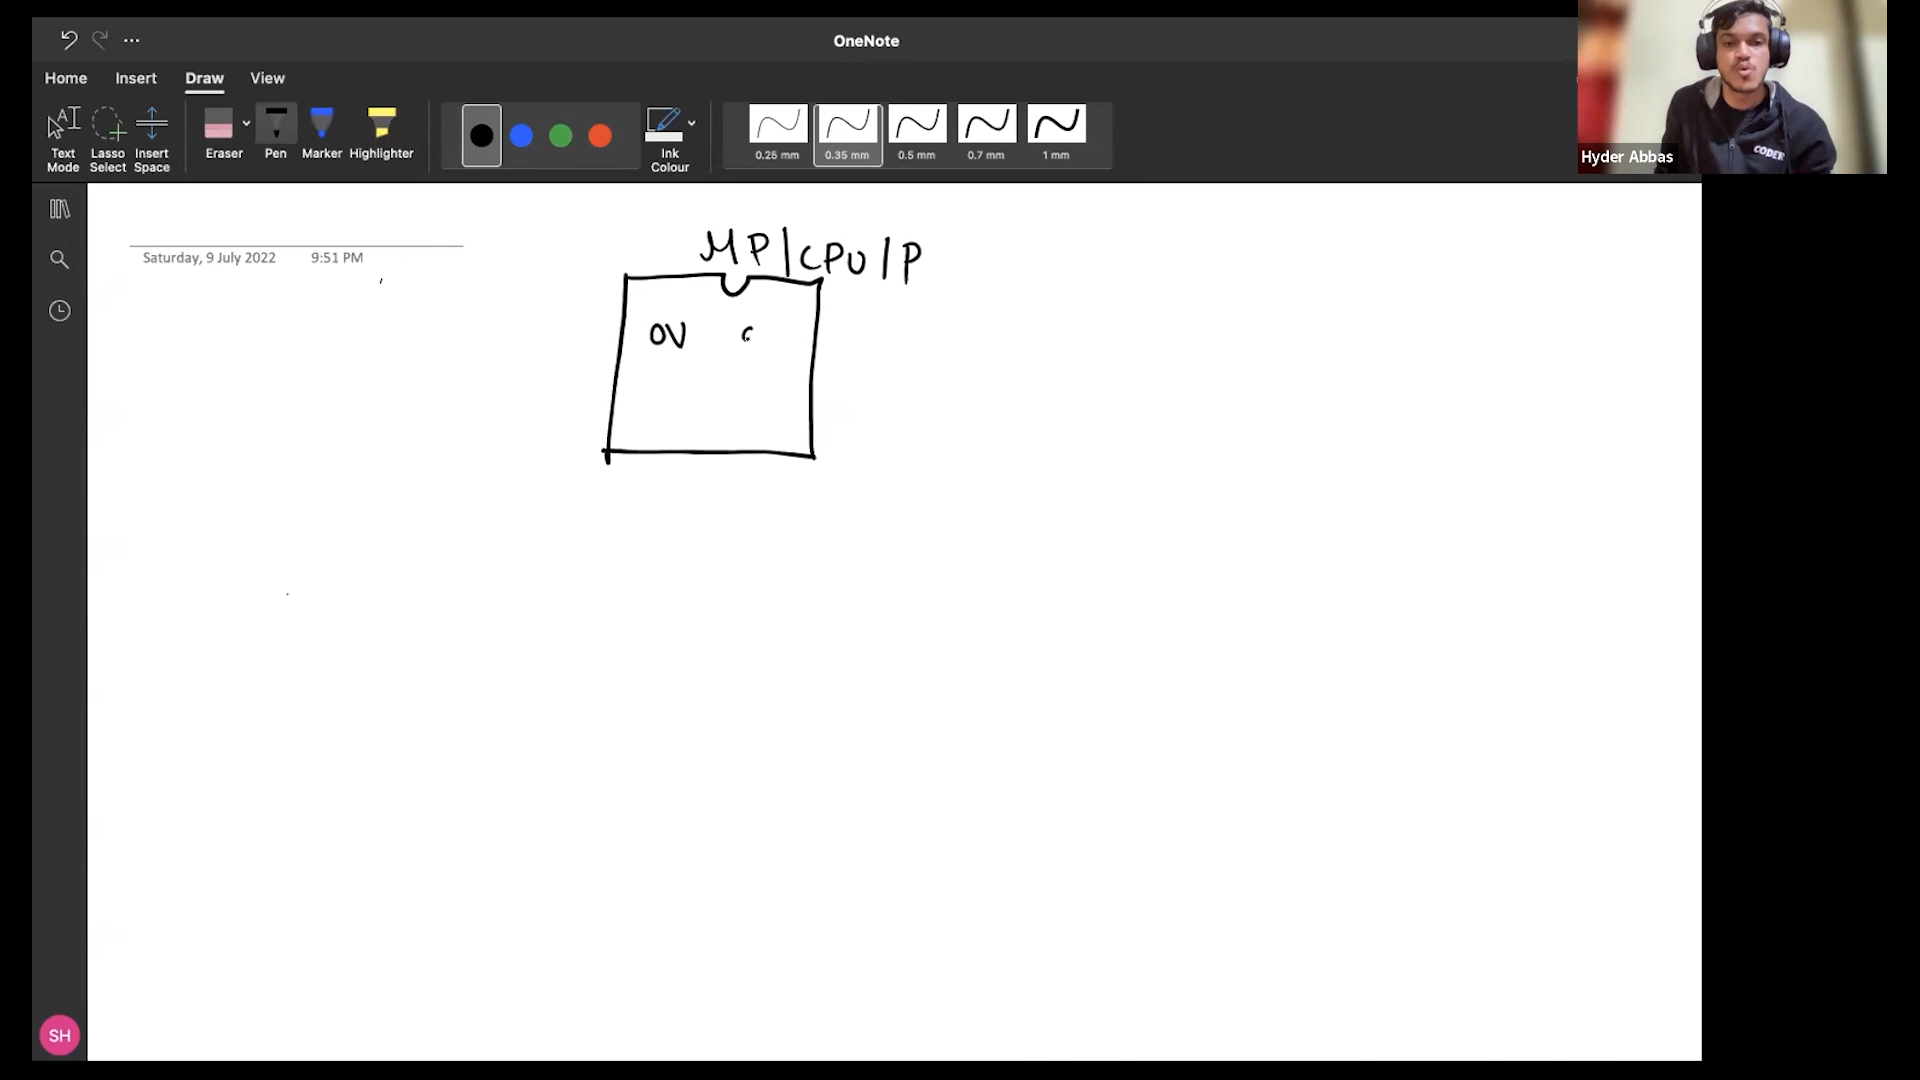 OneNote
Home Insert Draw View
Text Mode
Lasso Select
Insert Space
Eraser
Pen
Marker
Highlighter
Ink Colour
0.25 mm
0.35 mm
0.5 mm
0.7 mm
1 mm
CODER
Hyder Abbas
Saturday, 9 July 2022 9:51 PM
MP|CPU|P
0V
SH